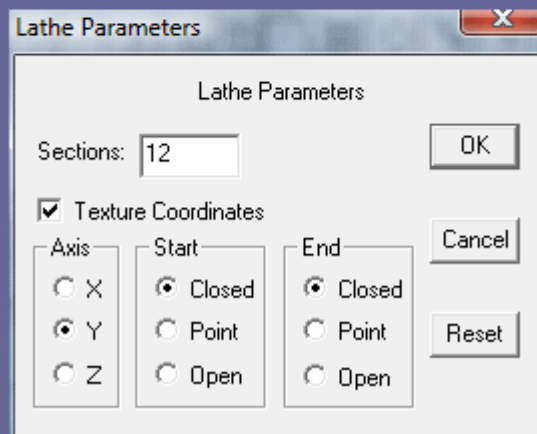 Lathe Parameters
Lathe Parameters
Sections: 12
OK
Texture Coordinates
Axis
X
Y
Z
Start
Closed
Point
Open
End
Closed
Point
Open
Cancel
Reset